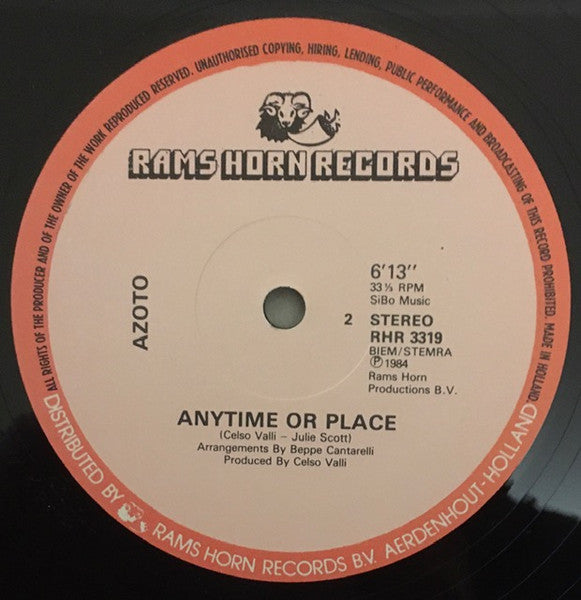 ALL RIGHTS OF THE PRODUCER AND OF THE OWNER OF THE WORK REPRODUCED RESERVED. UNAUTHORISED COPYING, HIRING, LENDING, PUBLIC PERFORMANCE AND BROADCASTING OF THIS RECORD PROHIBITED. MADE IN HOLLAND.
RAMS HORN RECORDS
AZOTO
6'13''
33 ⅓ RPM
SiBo Music
2 STEREO
RHR 3319
BIEM/STEMRA
Ⓟ 1984
Rams Horn
Productions B.V.
ANYTIME OR PLACE
(Celso Valli – Julie Scott)
Arrangements By Beppe Cantarelli
Produced By Celso Valli
DISTRIBUTED BY RAMS HORN RECORDS B.V. AERDENHOUT-HOLLAND